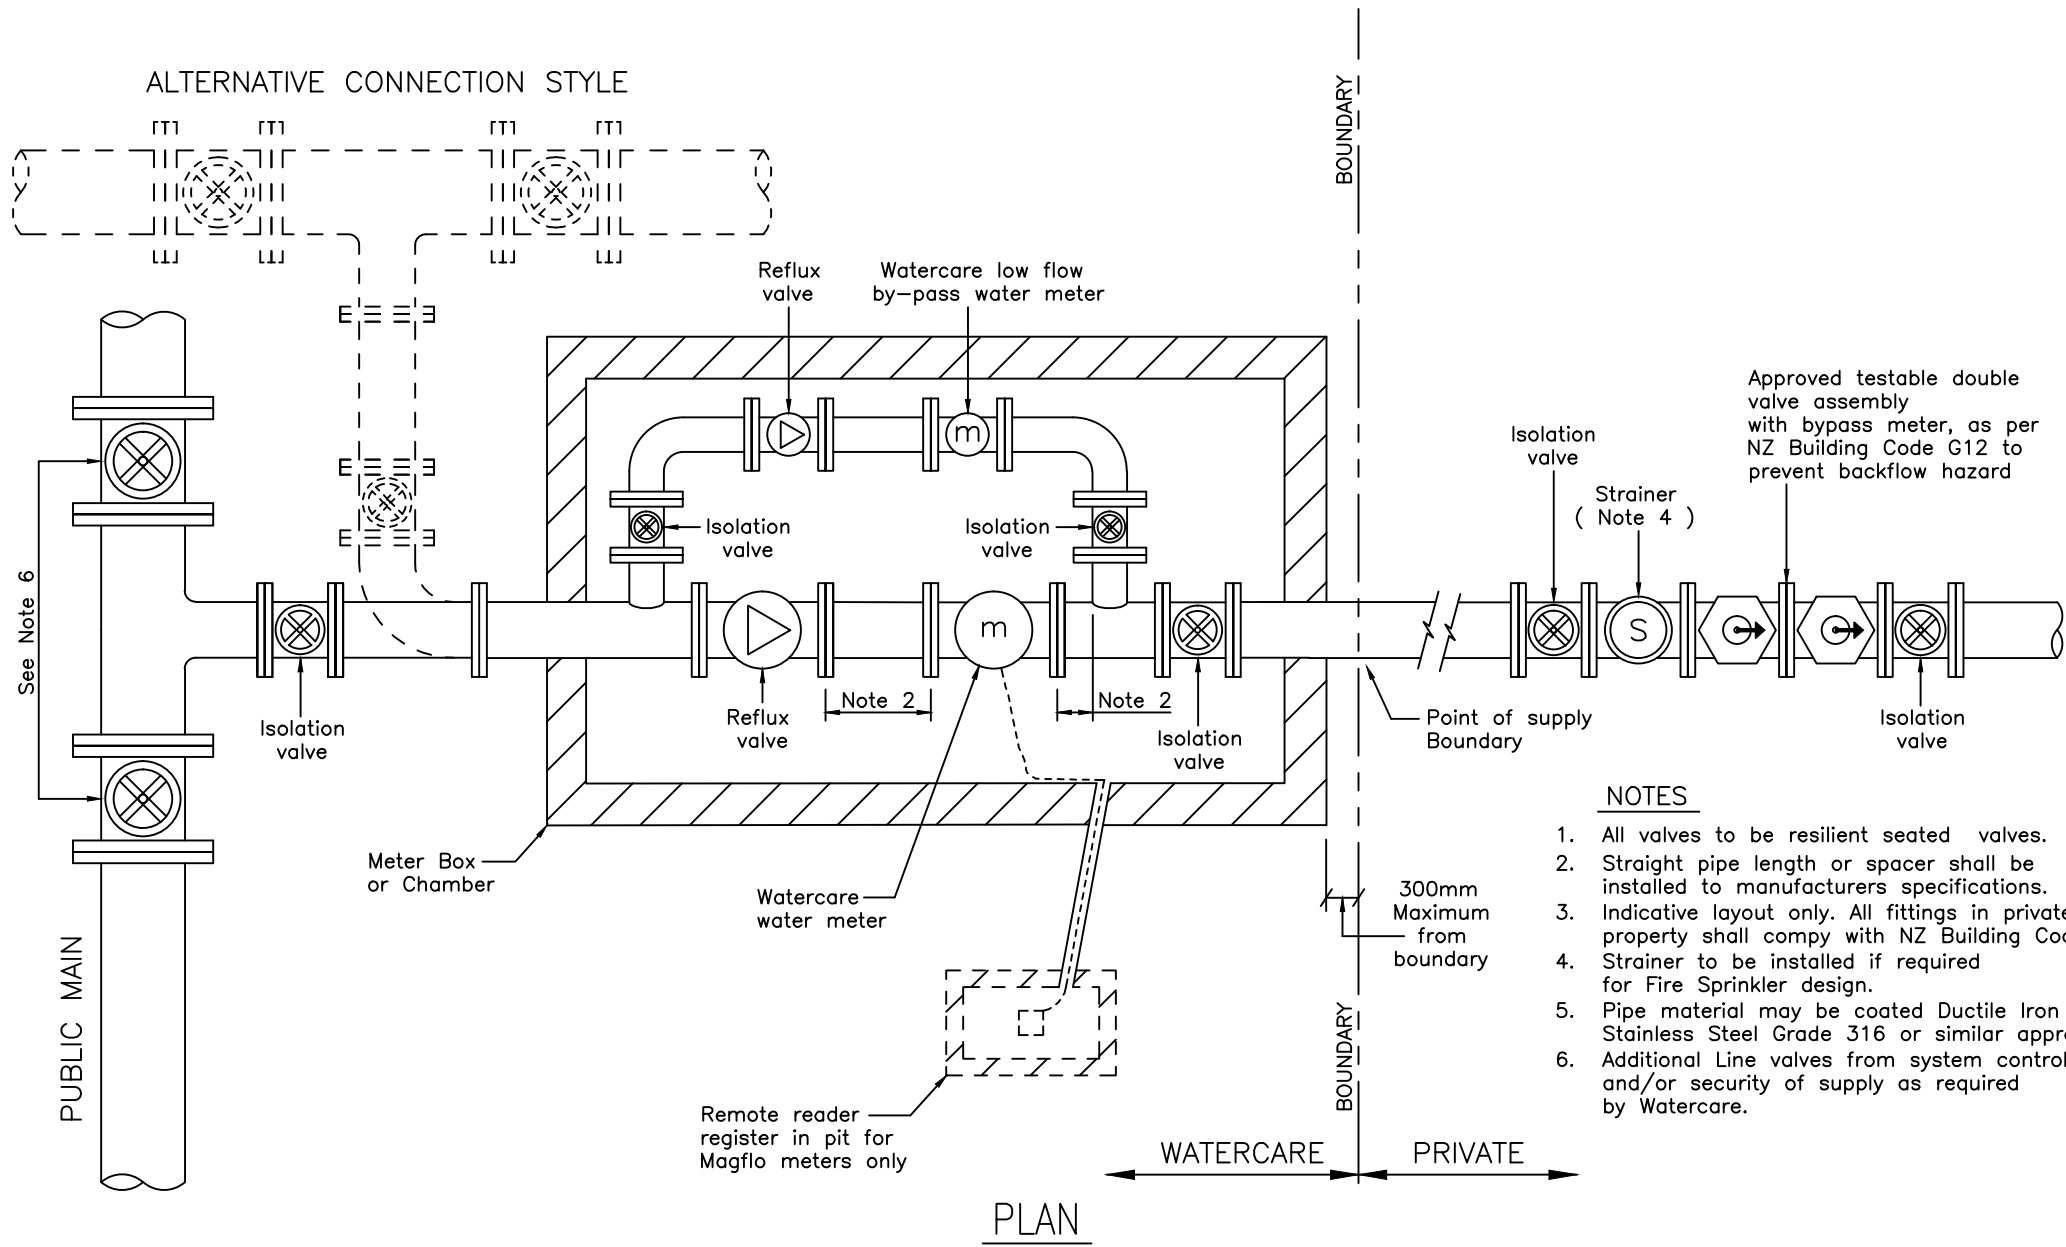 ALTERNATIVE CONNECTION STYLE
BOUNDARY
Reflux
valve
Watercare low flow
by-pass water meter
Approved testable double
valve assembly
with bypass meter, as per
NZ Building Code G12 to
prevent backflow hazard
Isolation
valve
Strainer
( Note 4 )
Isolation
valve
Isolation
valve
m
See Note 6
m
S
Isolation
valve
Reflux
valve
Note 2
Note 2
Isolation
valve
Point of supply
Boundary
Isolation
valve
Meter Box
or Chamber
Watercare
water meter
300mm
Maximum
from
boundary
PUBLIC MAIN
Remote reader
register in pit for
Magflo meters only
BOUNDARY
WATERCARE
PRIVATE
PLAN
NOTES
1. All valves to be resilient seated valves.
2. Straight pipe length or spacer shall be
installed to manufacturers specifications.
3. Indicative layout only. All fittings in private
property shall compy with NZ Building
4. Strainer to be installed if required
for Fire Sprinkler design.
5. Pipe material may be coated Ductile Iron
Stainless Steel Grade 316 or similar
6. Additional Line valves from system control
and/or security of supply as required
by Watercare.